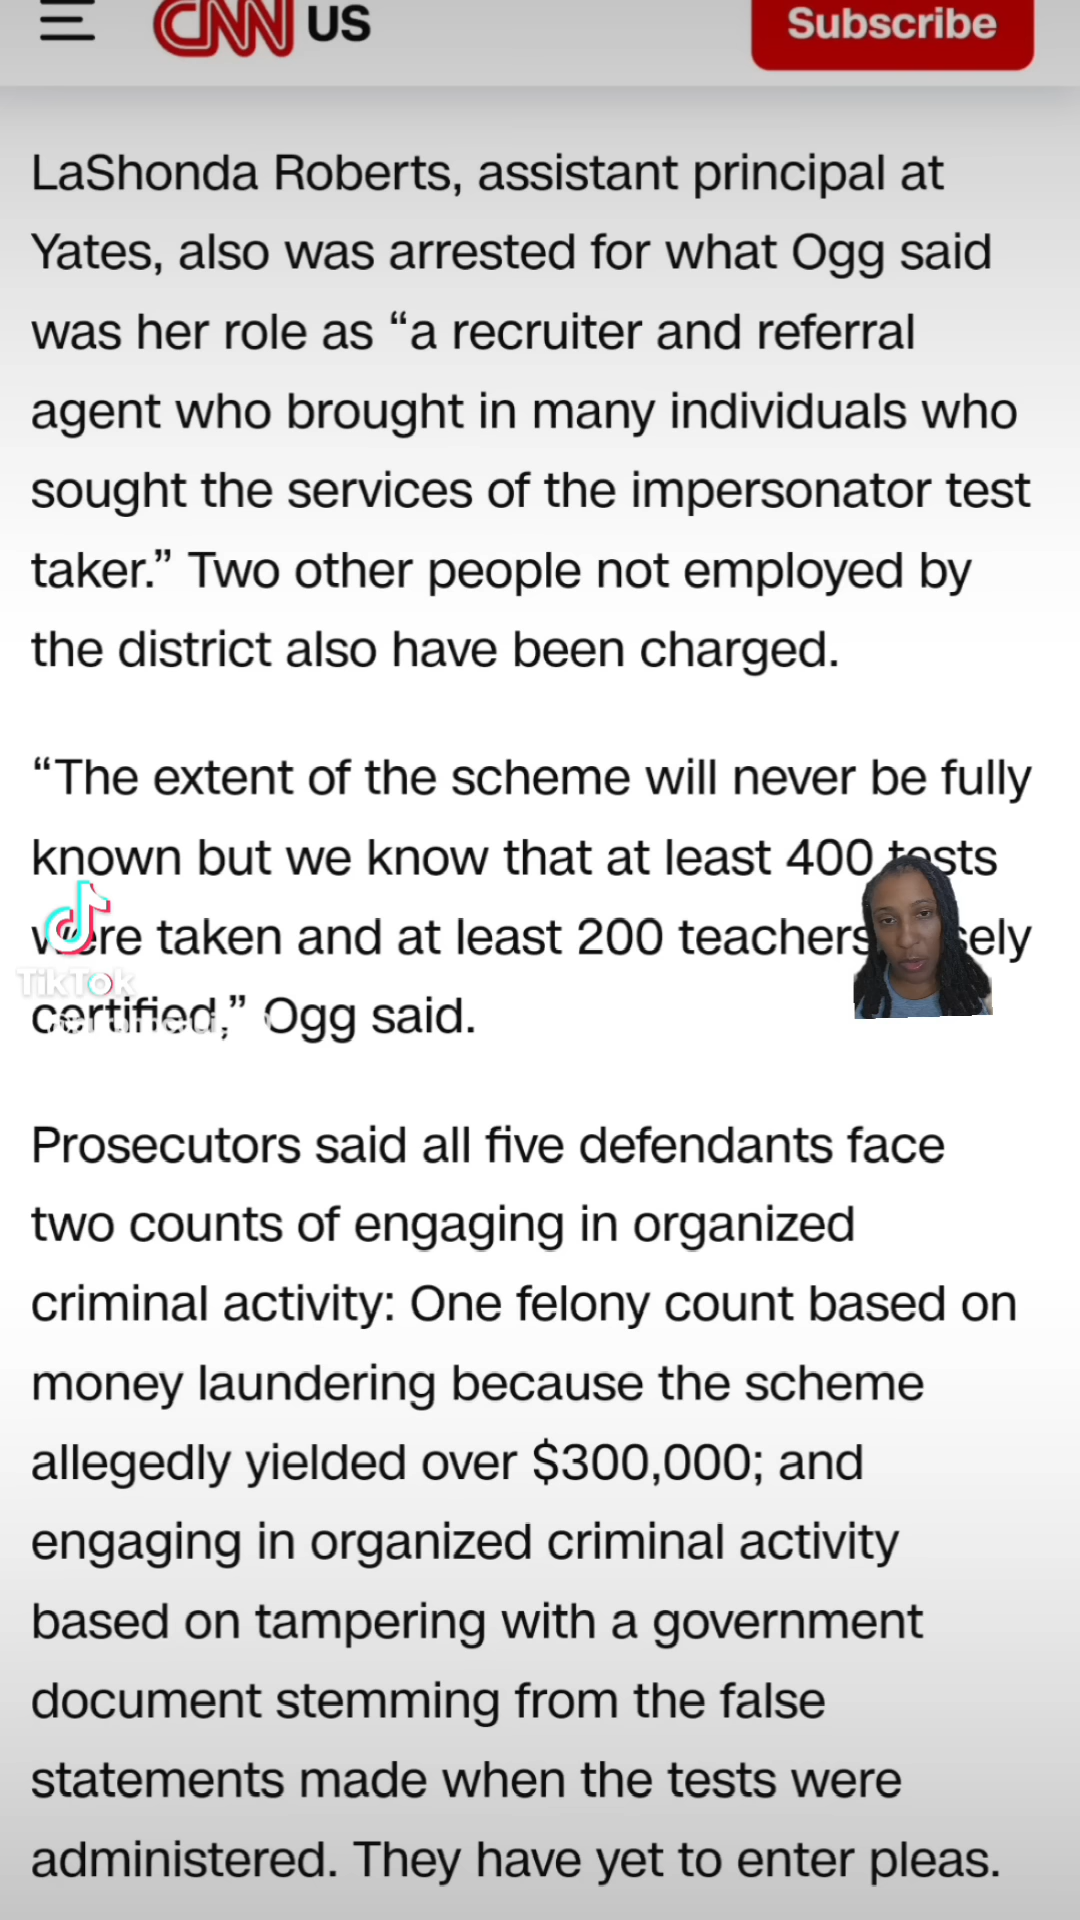 CNN US
Subscribe
LaShonda Roberts, assistant principal at
Yates, also was arrested for what Ogg said
was her role as “a recruiter and referral
agent who brought in many individuals who
sought the services of the impersonator test
taker.” Two other people not employed by
the district also have been charged.
“The extent of the scheme will never be fully
known but we know that at least 400 tests
were taken and at least 200 teachers
certified,” Ogg said.
TikTok
Prosecutors said all five defendants face
two counts of engaging in organized
criminal activity: One felony count based on
money laundering because the scheme
allegedly yielded over $300,000; and
engaging in organized criminal activity
based on tampering with a government
document stemming from the false
statements made when the tests were
administered. They have yet to enter pleas.